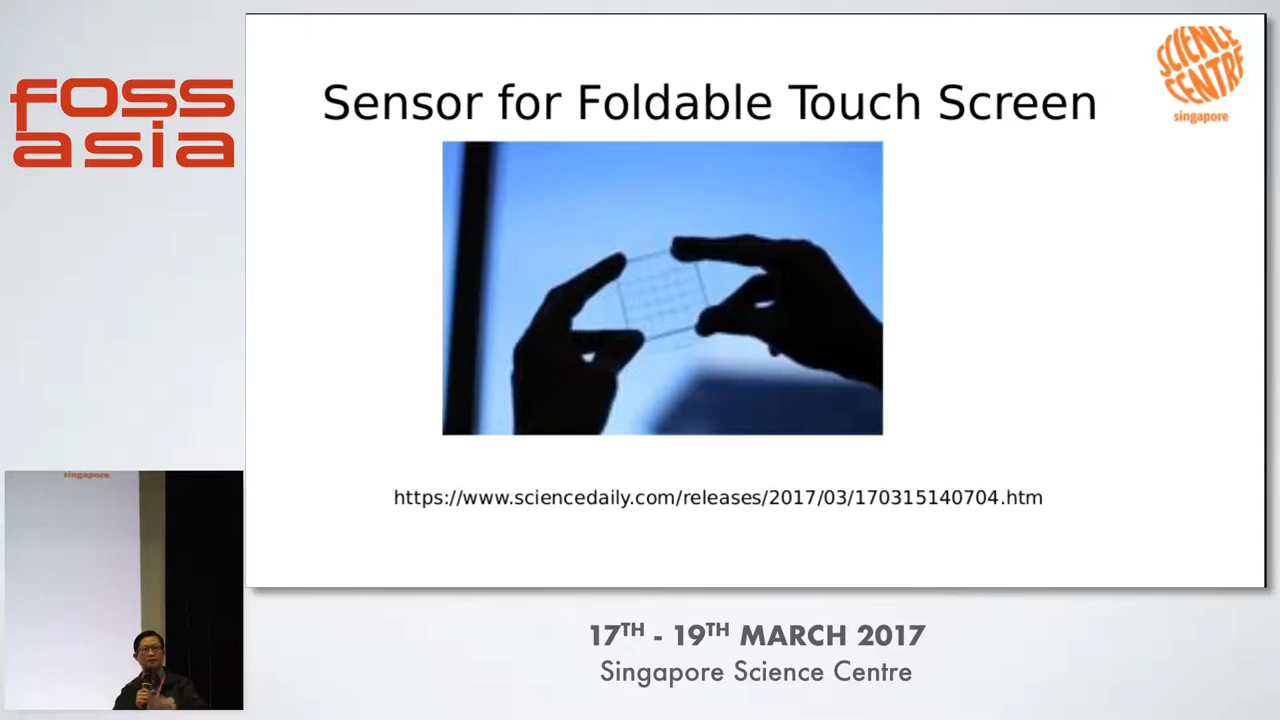 foss
asia
Sensor for Foldable Touch Screen
SCIENCE
CENTRE
singapore
https://www.sciencedaily.com/releases/2017/03/170315140704.htm
singapore
17TH - 19TH MARCH 2017
Singapore Science Centre